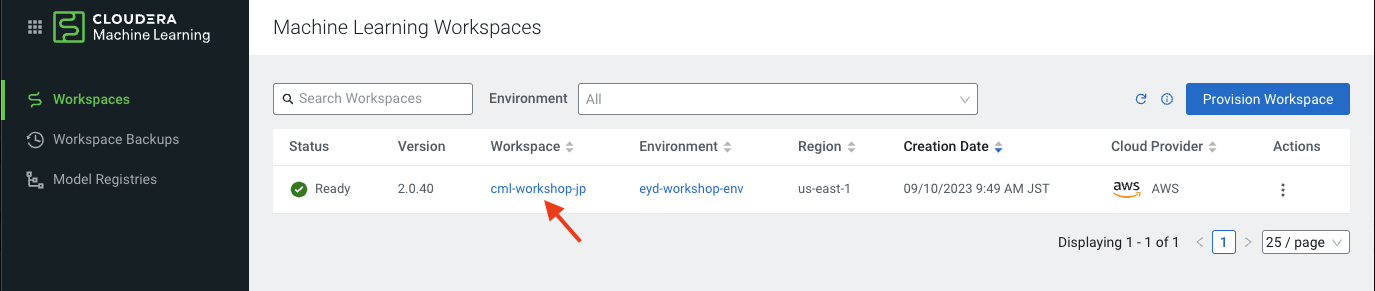 CLOUDERA
Machine Learning
Workspaces
Workspace Backups
Model Registries
Machine Learning Workspaces
Search Workspaces Environment All Provision Workspace
Status Version Workspace Environment Region Creation Date Cloud Provider Actions
Ready 2.0.40 cml-workshop-jp eyd-workshop-env us-east-1 09/10/2023 9:49 AM JST aws AWS
Displaying 1 - 1 of 1 < 1 > 25 / page